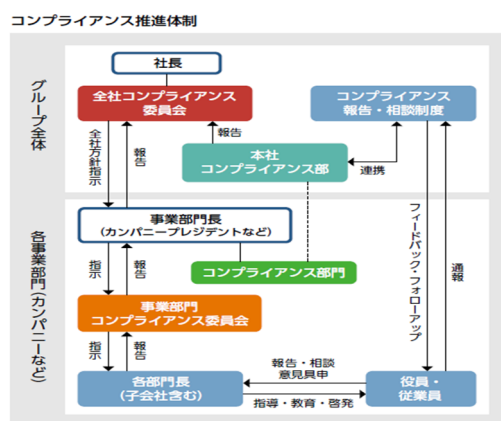 コンプライアンス推進体制
グループ全体
社長
全社コンプライアンス
委員会
コンプライアンス
報告・相談制度
全社方針指示
報告
報告
本社
コンプライアンス部
連携
各事業部門(カンパニーなど)
事業部門長
(カンパニープレジデントなど)
コンプライアンス部門
指示
報告
フィードバック・フォローアップ
通報
事業部門
コンプライアンス委員会
指示
報告
各部門長
(子会社含む)
報告・相談
意見具申
指導・教育・啓発
役員・
従業員